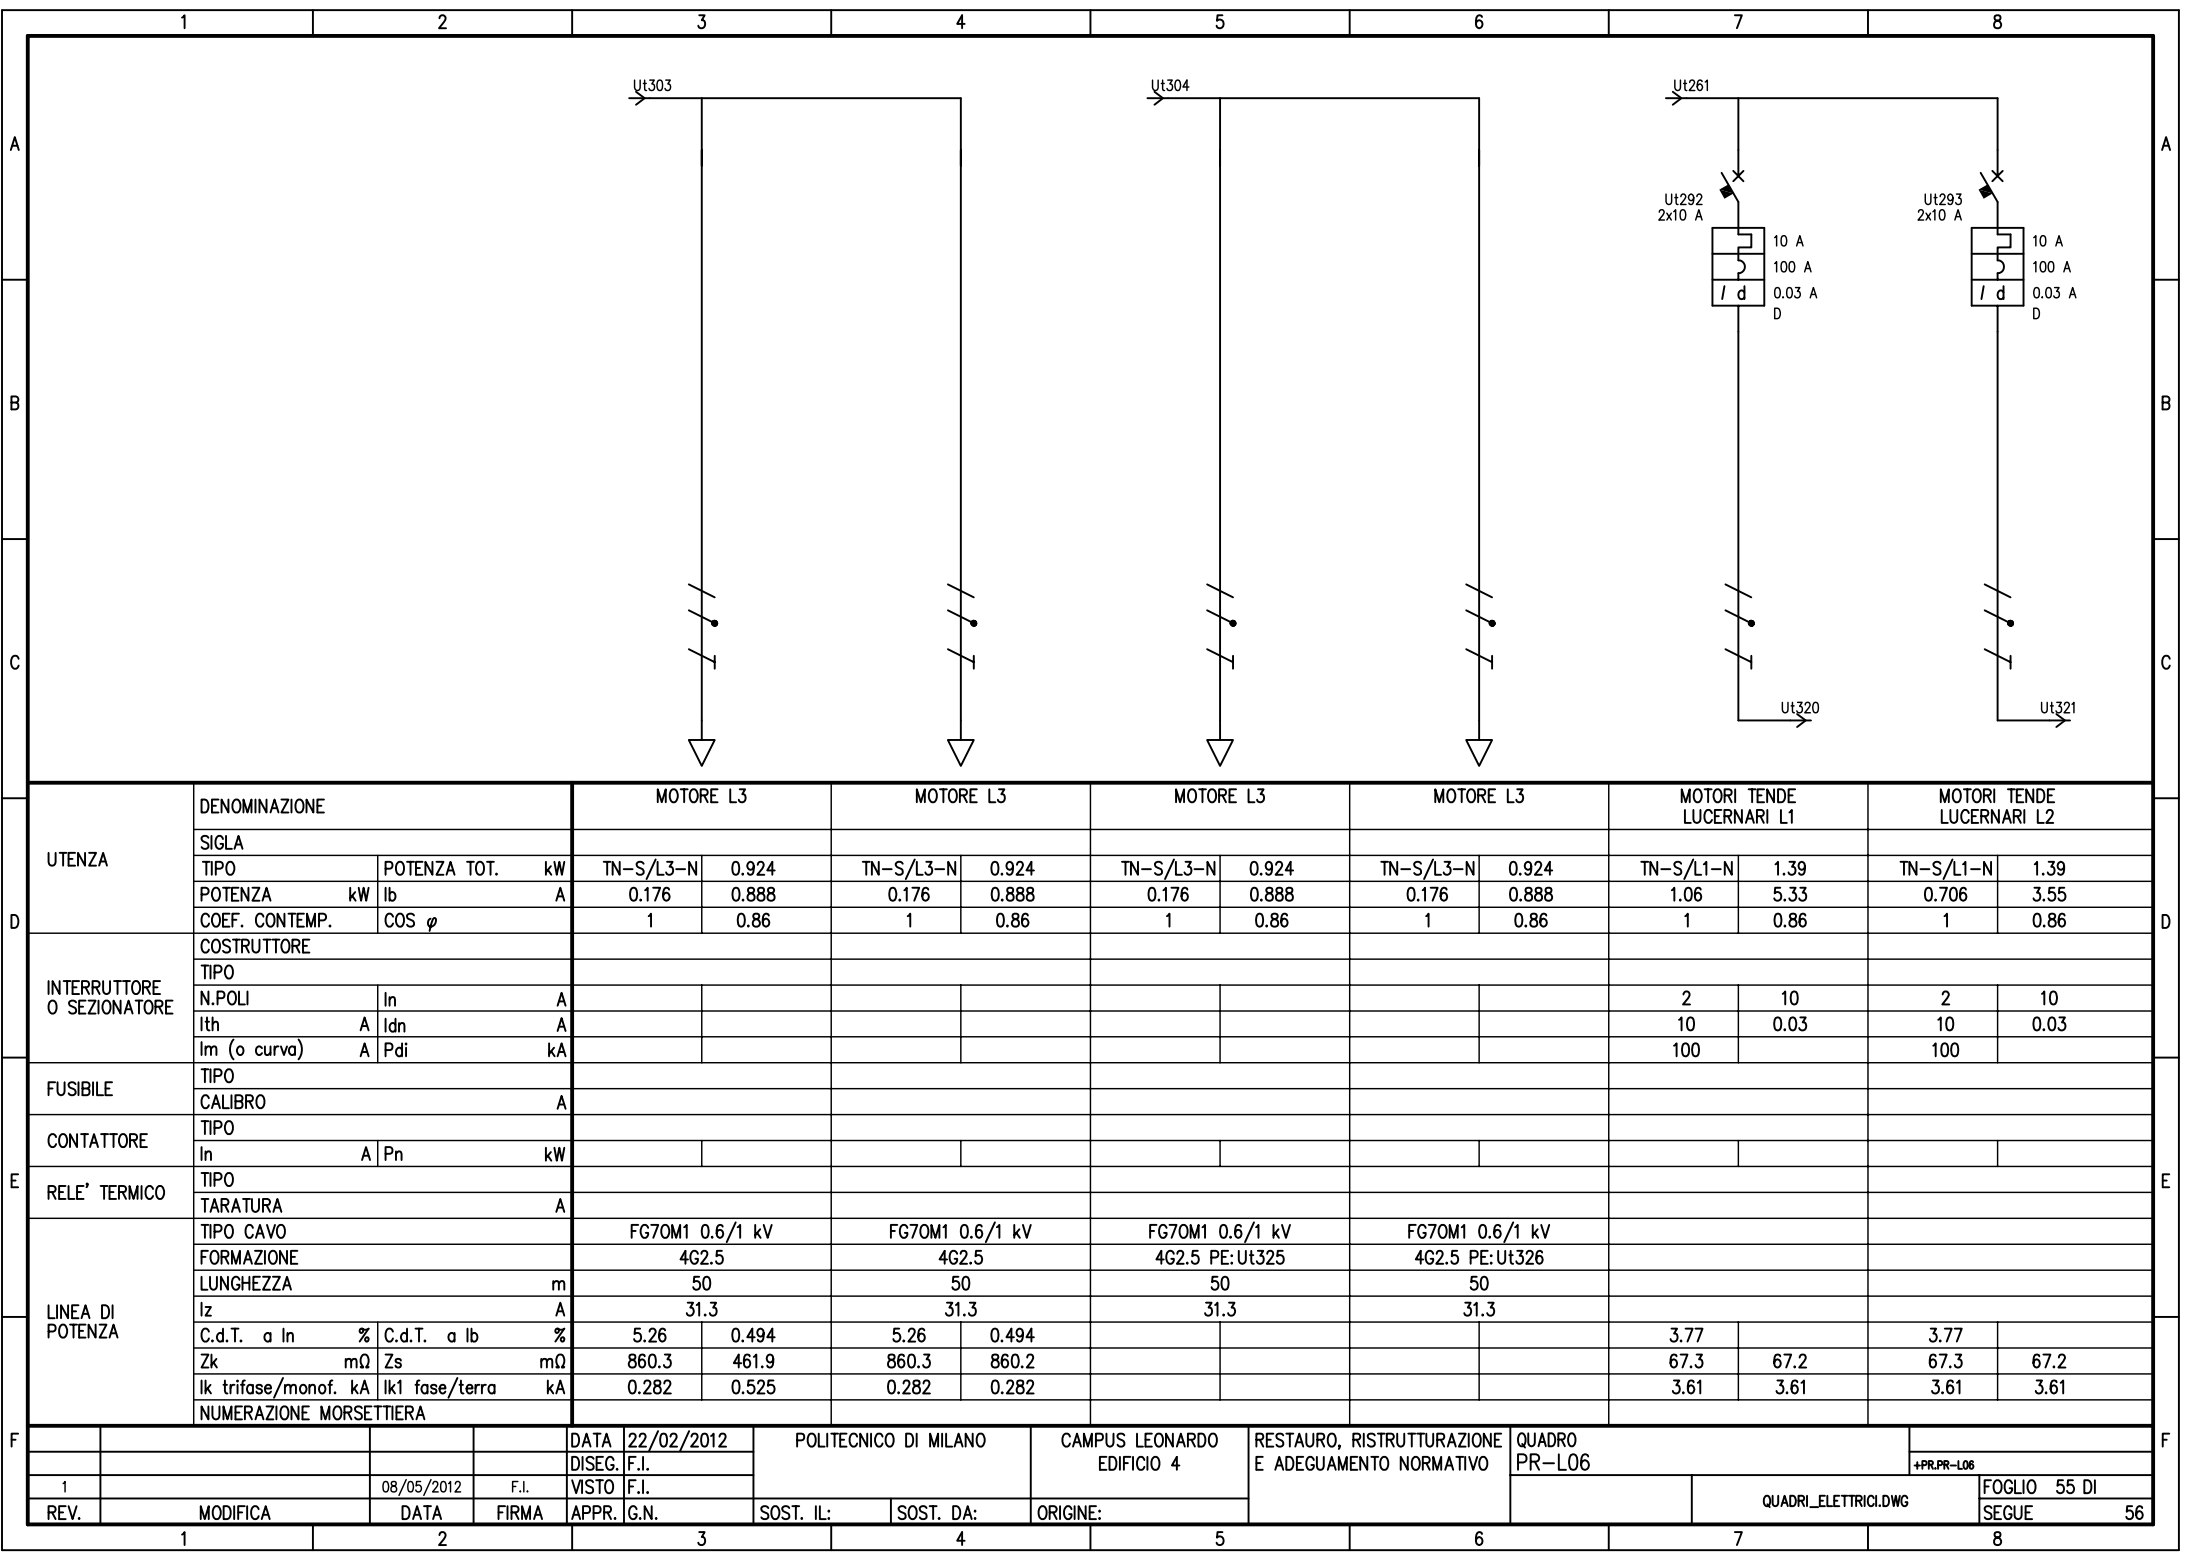 1 2 3 4 5 6 7 8
Ut303 Ut304 Ut261
A A
Ut292
2x10 A
10 A
100 A
I d 0.03 A
D
Ut293
2x10 A
10 A
100 A
I d 0.03 A
D
B B
C C
Ut320 Ut321
UTENZA
DENOMINAZIONE MOTORE L3 MOTORE L3 MOTORE L3 MOTORE L3 MOTORI TENDE LUCERNARI L1 MOTORI TENDE LUCERNARI L2
SIGLA
TIPO POTENZA TOT. kW TN-S/L3-N 0.924 TN-S/L3-N 0.924 TN-S/L3-N 0.924 TN-S/L3-N 0.924 TN-S/L1-N 1.39 TN-S/L1-N 1.39
POTENZA kW Ib A 0.176 0.888 0.176 0.888 0.176 0.888 0.176 0.888 1.06 5.33 0.706 3.55
D COEF. CONTEMP. COS φ 1 0.86 1 0.86 1 0.86 1 0.86 1 0.86 1 0.86 D
INTERRUTTORE
O SEZIONATORE
COSTRUTTORE
TIPO
N.POLI In A 2 10 2 10
Ith A Idn A 10 0.03 10 0.03
Im (o curva) A Pdi kA 100 100
FUSIBILE
TIPO
CALIBRO A
CONTATTORE
TIPO
In A Pn kW
E RELE' TERMICO E
TIPO
TARATURA A
LINEA DI
POTENZA
TIPO CAVO FG7OM1 0.6/1 kV FG7OM1 0.6/1 kV FG7OM1 0.6/1 kV FG7OM1 0.6/1 kV
FORMAZIONE 4G2.5 4G2.5 4G2.5 PE:Ut325 4G2.5 PE:Ut326
LUNGHEZZA m 50 50 50 50
Iz A 31.3 31.3 31.3 31.3
C.d.T. a In % C.d.T. a Ib % 5.26 0.494 5.26 0.494 3.77 3.77
Zk mΩ Zs mΩ 860.3 461.9 860.3 860.2 67.3 67.2 67.3 67.2
Ik trifase/monof. kA Ik1 fase/terra kA 0.282 0.525 0.282 0.282 3.61 3.61 3.61 3.61
NUMERAZIONE MORSETTIERA
F F
DATA 22/02/2012
DISEG. F.I.
1 08/05/2012 F.I. VISTO F.I.
REV. MODIFICA DATA FIRMA APPR. G.N.
POLITECNICO DI MILANO
SOST. IL: SOST. DA:
CAMPUS LEONARDO
EDIFICIO 4
ORIGINE:
RESTAURO, RISTRUTTURAZIONE
E ADEGUAMENTO NORMATIVO
QUADRO
PR-L06
+PR.PR-L06
QUADRI_ELETTRICI.DWG
FOGLIO 55 DI
SEGUE 56
1 2 3 4 5 6 7 8